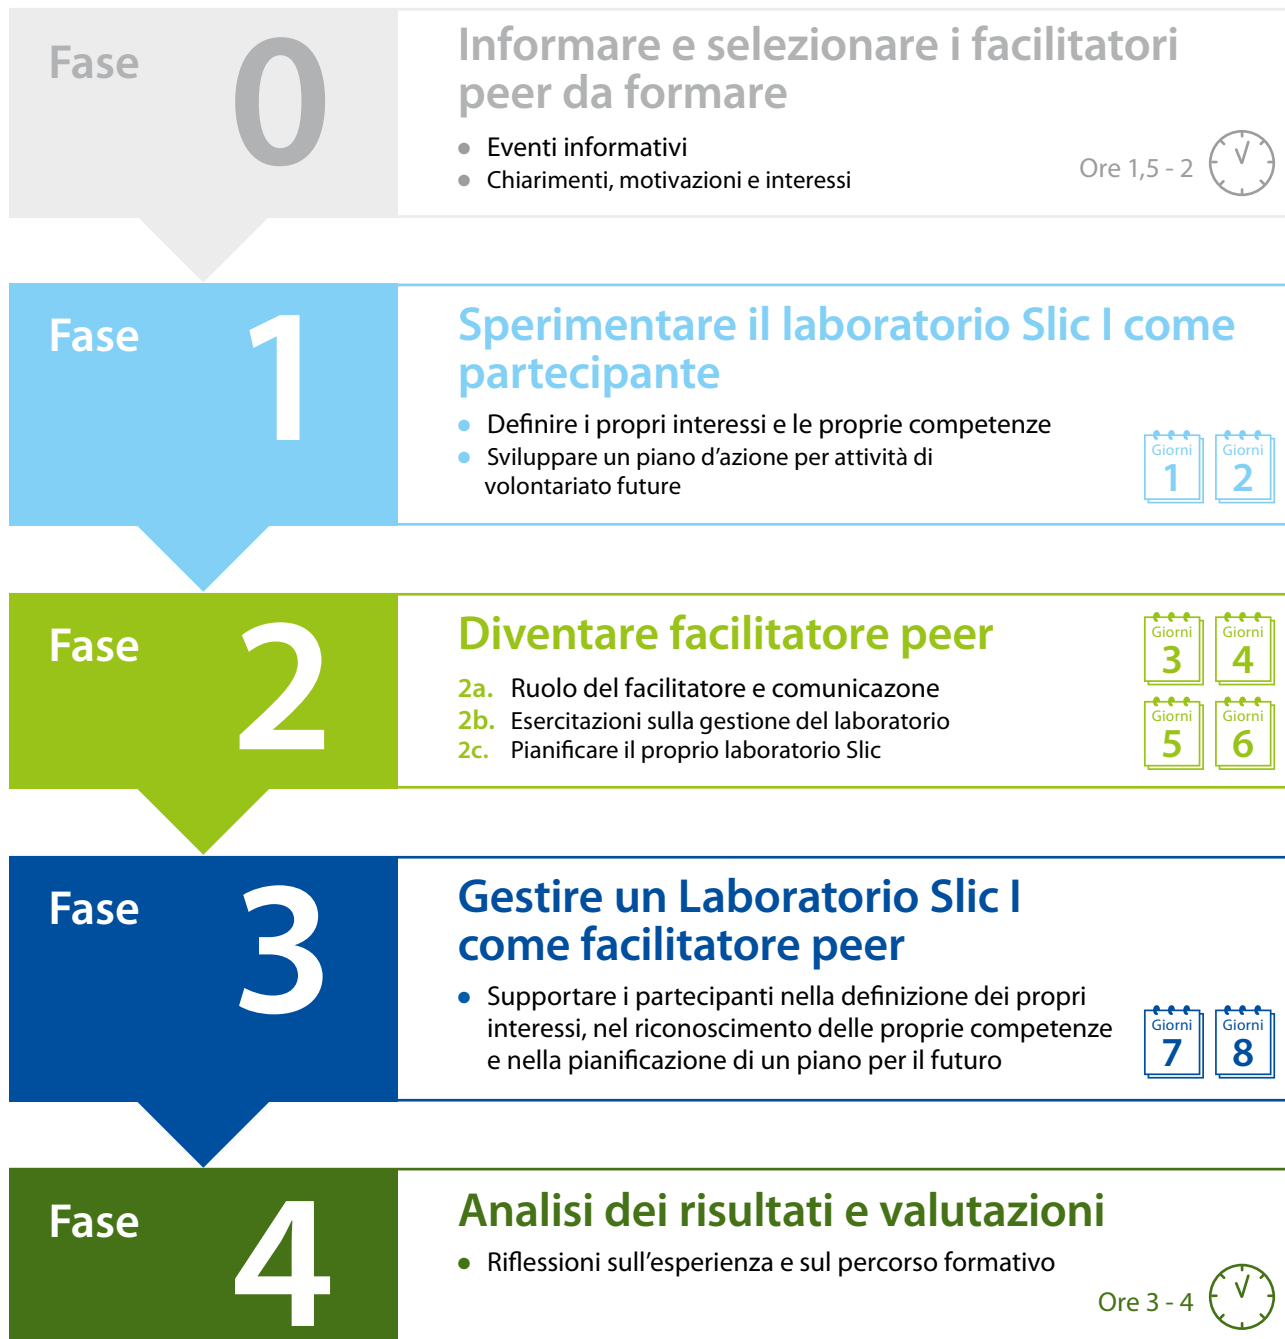 Fase 0
Informare e selezionare i facilitatori
peer da formare
Eventi informativi
Chiarimenti, motivazioni e interessi
Ore 1,5 - 2
Fase 1
Sperimentare il laboratorio Slic I come
partecipante
Definire i propri interessi e le proprie competenze
Sviluppare un piano d'azione per attività di
volontariato future
Giorni
1
Giorni
2
Fase 2
Diventare facilitatore peer
2a. Ruolo del facilitatore e comunicazone
2b. Esercitazioni sulla gestione del laboratorio
2c. Pianificare il proprio laboratorio Slic
Giorni
3
Giorni
4
Giorni
5
Giorni
6
Fase 3
Gestire un Laboratorio Slic I
come facilitatore peer
Supportare i partecipanti nella definizione dei propri
interessi, nel riconoscimento delle proprie competenze
e nella pianificazione di un piano per il futuro
Giorni
7
Giorni
8
Fase 4
Analisi dei risultati e valutazioni
Riflessioni sull'esperienza e sul percorso formativo
Ore 3 - 4